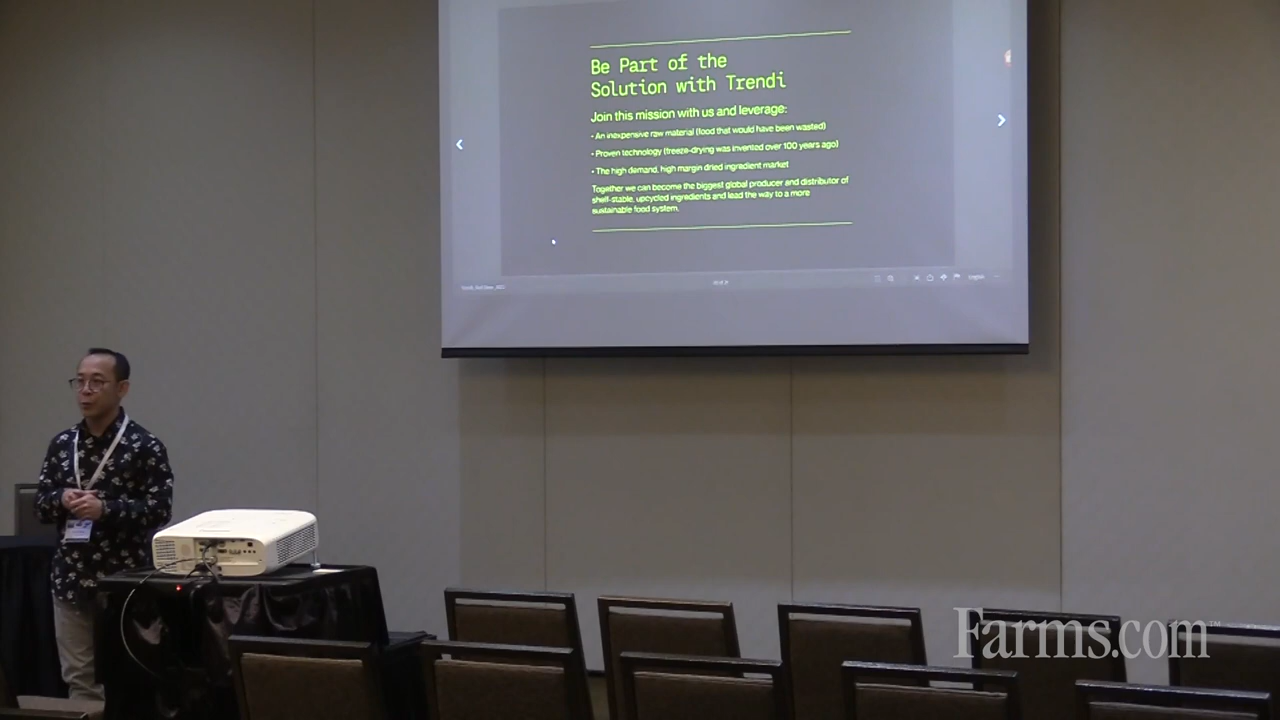 Be Part of the
Solution with Trendi
Join this mission with us and leverage:
- An inexpensive raw material (food that would have been wasted)
- Proven technology (freeze-drying was invented over 100 years ago)
- The high demand, high margin dried ingredient market
Together we can become the biggest global producer and distributor of
shelf-stable, upcycled ingredients and lead the way to a more
sustainable food system.
Farms.com™